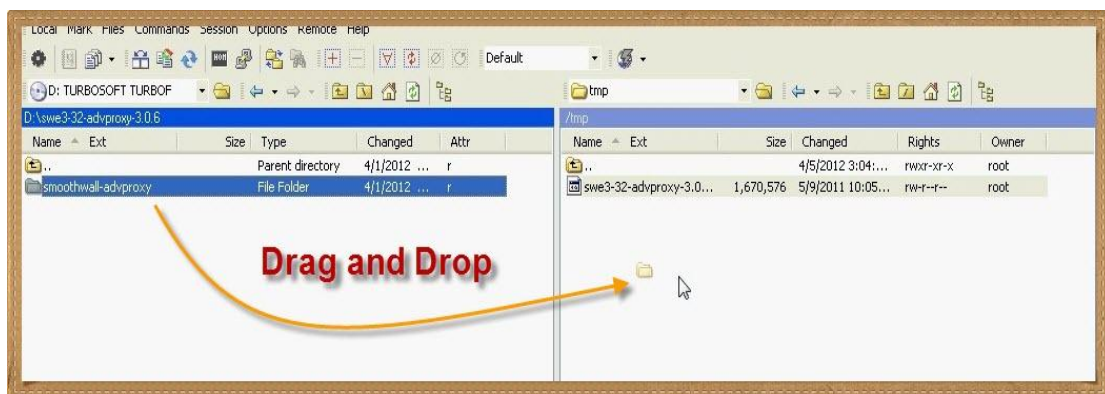 Local Mark Files Commands Session Options Remote Help
Default
D: TURBOSOFT TURBOF
tmp
D:\swe3-32-advproxy-3.0.6
/tmp
Name Ext Size Type Changed Attr
Name Ext Size Changed Rights Owner
.. Parent directory 4/1/2012 ... r
.. 4/5/2012 3:04:... rwxr-xr-x root
smoothwall-advproxy File Folder 4/1/2012 ... r
swe3-32-advproxy-3.0... 1,670,576 5/9/2011 10:05... rw-r--r-- root
Drag and Drop